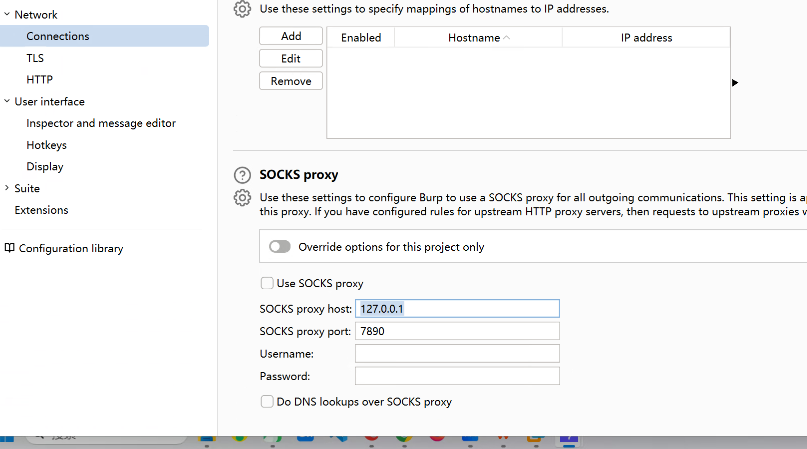 Network
Connections
TLS
HTTP
User interface
Inspector and message editor
Hotkeys
Display
Suite
Extensions
Configuration library
Use these settings to specify mappings of hostnames to IP addresses.
Add
Edit
Remove
Enabled Hostname IP address
SOCKS proxy
Use these settings to configure Burp to use a SOCKS proxy for all outgoing communications. This setting is
this proxy. If you have configured rules for upstream HTTP proxy servers, then requests to upstream proxies
Override options for this project only
Use SOCKS proxy
SOCKS proxy host: 127.0.0.1
SOCKS proxy port: 7890
Username:
Password:
Do DNS lookups over SOCKS proxy